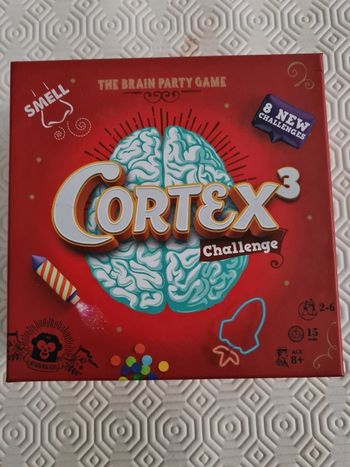 THE BRAIN PARTY GAME
SMELL
8 NEW
CHALLENGES
CORTEX³
Challenge
2-6
15
AGE
8+